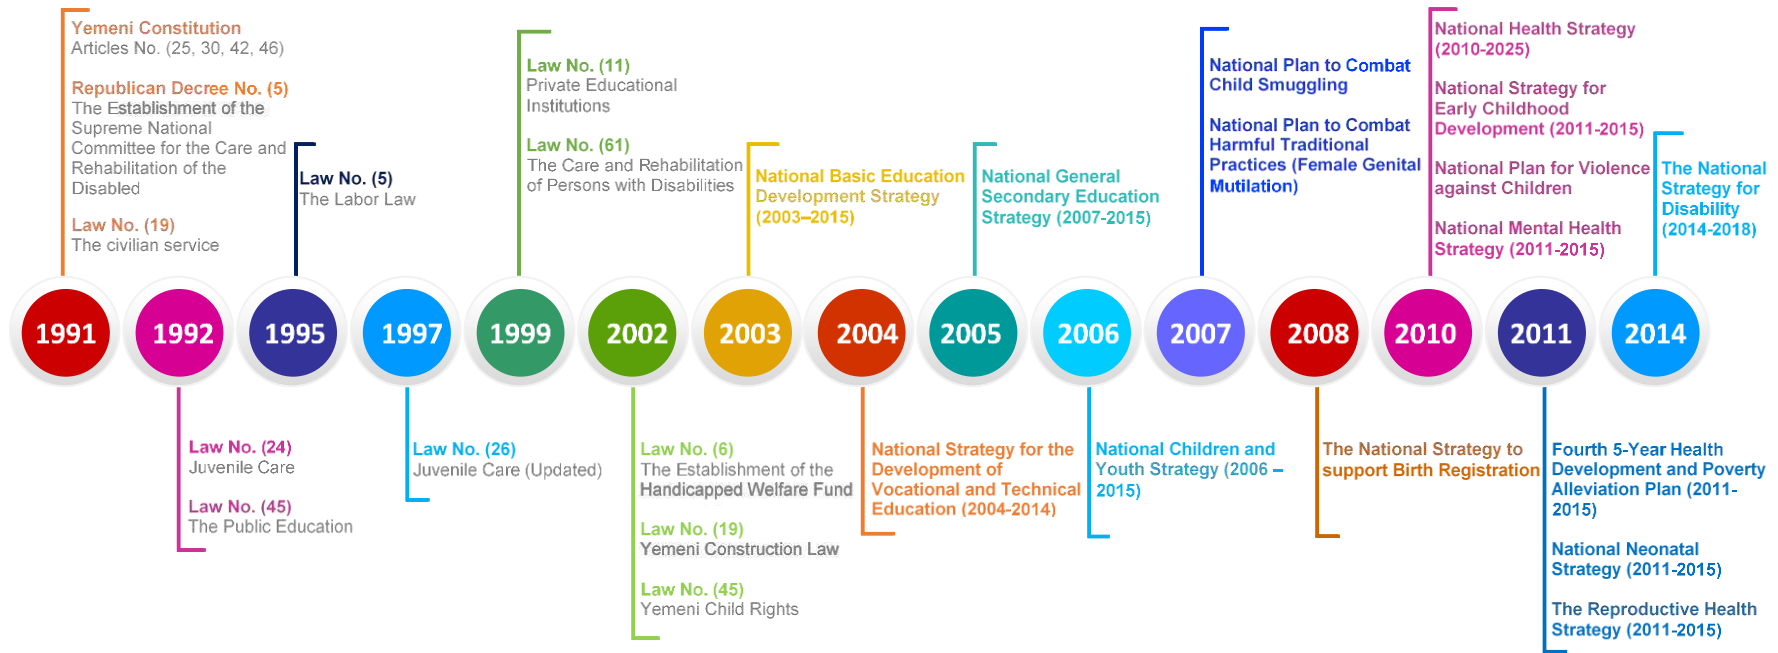 Yemeni Constitution
Articles No. (25, 30, 42, 46)
Republican Decree No. (5)
The Establishment of the
Supreme National
Committee for the Care and
Rehabilitation of the
Disabled
Law No. (19)
The civilian service
Law No. (5)
The Labor Law
Law No. (11)
Private Educational
Institutions
Law No. (61)
The Care and Rehabilitation
of Persons with Disabilities
National Basic Education
Development Strategy
(2003–2015)
National General
Secondary Education
Strategy (2007-2015)
National Plan to Combat
Child Smuggling
National Plan to Combat
Harmful Traditional
Practices (Female Genital
Mutilation)
National Health Strategy
(2010-2025)
National Strategy for
Early Childhood
Development (2011-2015)
National Plan for Violence
against Children
National Mental Health
Strategy (2011-2015)
The National
Strategy for
Disability
(2014-2018)
1991 1992 1995 1997 1999 2002 2003 2004 2005 2006 2007 2008 2010 2011 2014
Law No. (24)
Juvenile Care
Law No. (45)
The Public Education
Law No. (26)
Juvenile Care (Updated)
Law No. (6)
The Establishment of the
Handicapped Welfare Fund
Law No. (19)
Yemeni Construction Law
Law No. (45)
Yemeni Child Rights
National Strategy for the
Development of
Vocational and Technical
Education (2004-2014)
National Children and
Youth Strategy (2006 –
2015)
The National Strategy to
support Birth Registration
Fourth 5-Year Health
Development and Poverty
Alleviation Plan (2011-
2015)
National Neonatal
Strategy (2011-2015)
The Reproductive Health
Strategy (2011-2015)